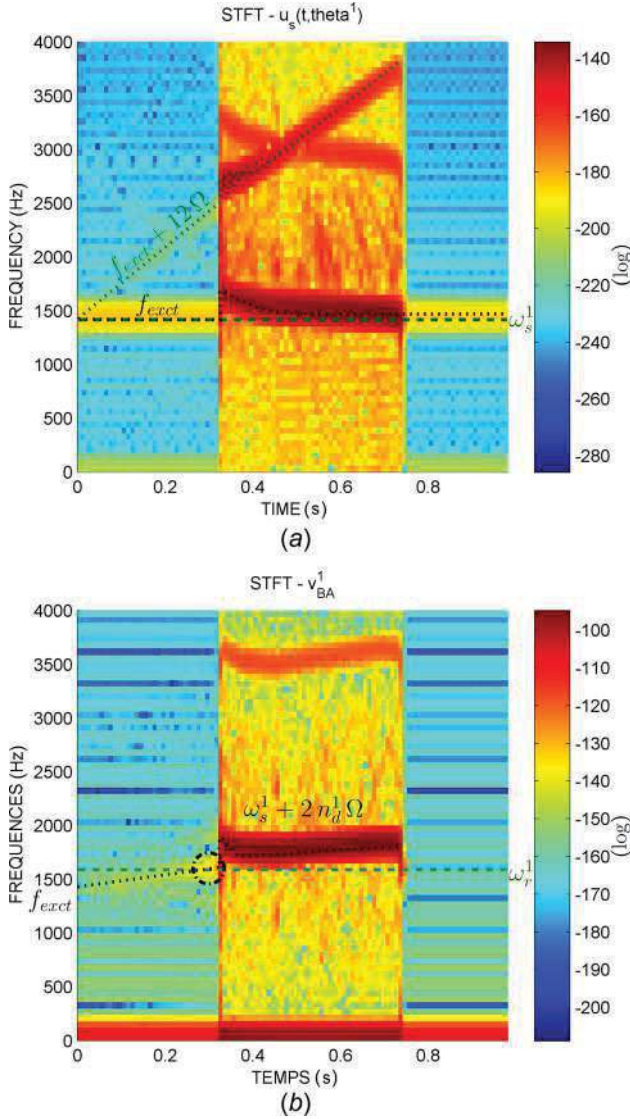 STFT - u_s(t,theta^1)
4000
3500
3000
2500
2000
1500
1000
500
0
FREQUENCY (Hz)
f_exct + 12 Ω
f_exct
ω_s^1
0 0.2 0.4 0.6 0.8
TIME (s)
-140
-160
-180
-200
-220
-240
-260
-280
(log)
(a)
STFT - v_BA^1
4000
3500
3000
2500
2000
1500
1000
500
0
FREQUENCES (Hz)
ω_s^1 + 2 n_d^1 Ω
ω_r^1
f_exct
0 0.2 0.4 0.6 0.8
TEMPS (s)
-100
-110
-120
-130
-140
-150
-160
-170
-180
-190
-200
(log)
(b)